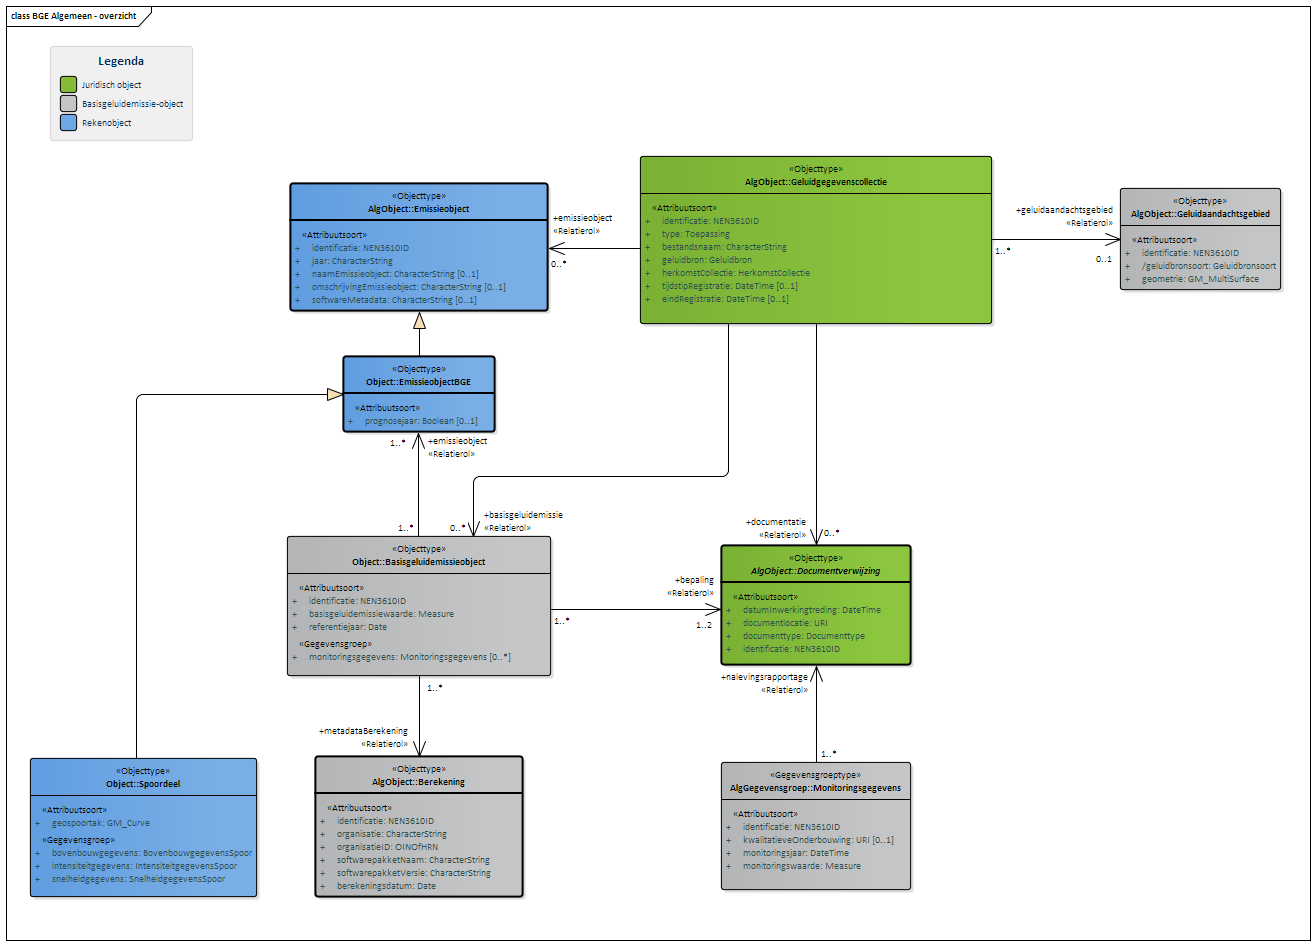 class BGE Algemeen - overzicht
Legenda
Juridisch object
Basisgeluidemissie-object
Rekenobject
«Objecttype»
AlgObject::Emissieobject
«Attribuutsoort»
+ identificatie: NEN3610ID
+ jaar: CharacterString
+ naamEmissieobject: CharacterString [0..1]
+ omschrijvingEmissieobject: CharacterString [0..1]
+ softwareMetadata: CharacterString [0..1]
+emissieobject
«Relatierol»
0..*
«Objecttype»
AlgObject::Geluidgegevenscollectie
«Attribuutsoort»
+ identificatie: NEN3610ID
+ type: Toepassing
+ bestandsnaam: CharacterString
+ geluidbron: Geluidbron
+ herkomstCollectie: HerkomstCollectie
+ tijdstipRegistratie: DateTime [0..1]
+ eindRegistratie: DateTime [0..1]
+geluidaandachtsgebied
«Relatierol»
1..*
0..1
«Objecttype»
AlgObject::Geluidaandachtsgebied
«Attribuutsoort»
+ identificatie: NEN3610ID
+ /geluidbronsoort: Geluidbronsoort
+ geometrie: GM_MultiSurface
«Objecttype»
Object::EmissieobjectBGE
«Attribuutsoort»
+ prognosejaar: Boolean [0..1]
1..*
+emissieobject
«Relatierol»
1..*
0..*
+basisgeluidemissie
«Relatierol»
+documentatie
«Relatierol»
0..*
«Objecttype»
Object::Basisgeluidemissieobject
«Attribuutsoort»
+ identificatie: NEN3610ID
+ basisgeluidemissiewaarde: Measure
+ referentiejaar: Date
«Gegevensgroep»
+ monitoringsgegevens: Monitoringsgegevens [0..*]
+bepaling
«Relatierol»
1..*
1..2
«Objecttype»
AlgObject::Documentverwijzing
«Attribuutsoort»
+ datumInwerkingtreding: DateTime
+ documentlocatie: URI
+ documenttype: Documenttype
+ identificatie: NEN3610ID
+nalevingsrapportage
«Relatierol»
1..*
1..*
+metadataBerekening
«Relatierol»
«Objecttype»
Object::Spoordeel
«Attribuutsoort»
+ geospoortak: GM_Curve
«Gegevensgroep»
+ bovenbouwgegevens: BovenbouwgegevensSpoor
+ intensiteitgegevens: IntensiteitgegevensSpoor
+ snelheidgegevens: SnelheidgegevensSpoor
«Objecttype»
AlgObject::Berekening
«Attribuutsoort»
+ identificatie: NEN3610ID
+ organisatie: CharacterString
+ organisatieID: OINOfHRN
+ softwarepakketNaam: CharacterString
+ softwarepakketVersie: CharacterString
+ berekeningsdatum: Date
«Gegevensgroeptype»
AlgGegevensgroep::Monitoringsgegevens
«Attribuutsoort»
+ identificatie: NEN3610ID
+ kwalitatieveOnderbouwing: URI [0..1]
+ monitoringsjaar: DateTime
+ monitoringswaarde: Measure